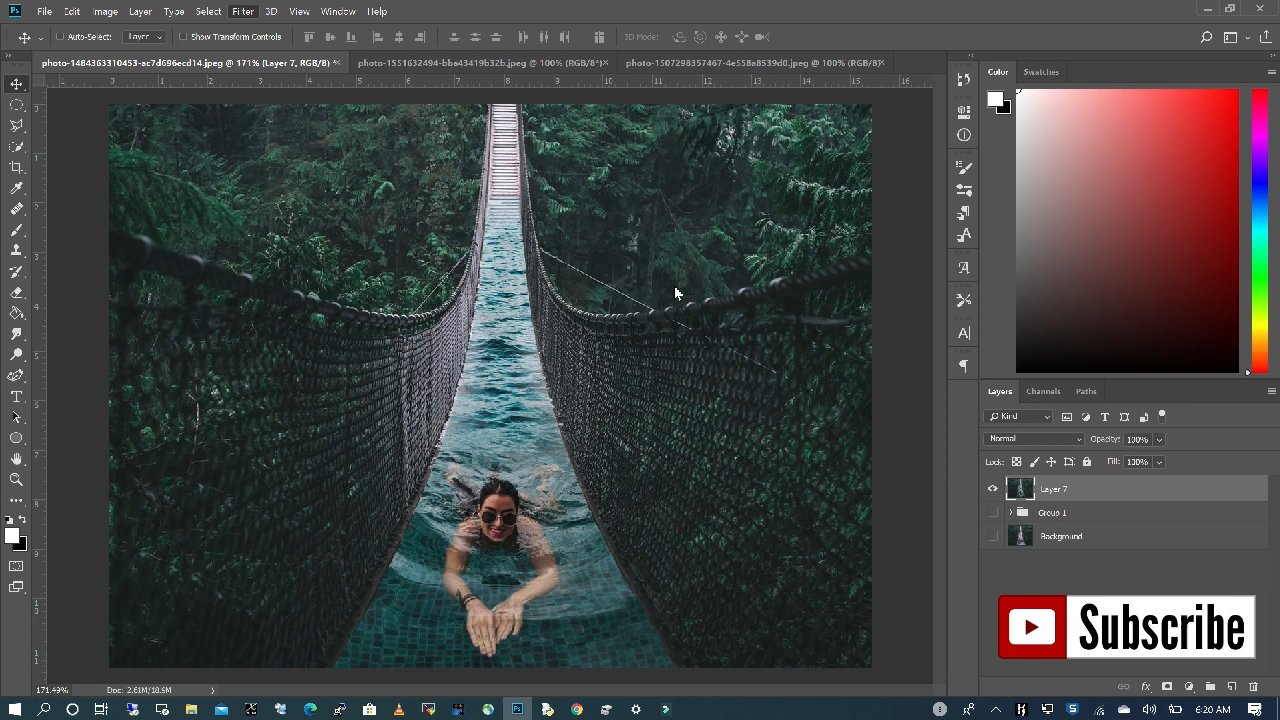 File Edit Image Layer Type Select Filter 3D View Window Help
Auto-Select: Layer Show Transform Controls 3D Mode:
photo-1484363310453-ac7d696ecd14.jpeg @ 171% (Layer 7, RGB/8) *
photo-1551632494-bba43419b32b.jpeg @ 100% (RGB/8*)
photo-1507298357467-4e558a8539d0.jpeg @ 100% (RGB/8)
Color Swatches
Layers Channels Paths
Kind
Normal Opacity: 100%
Lock: Fill: 100%
Layer 7
Group 1
Background
Subscribe
171.43% Doc: 2.61M/18.9M
6:20 AM